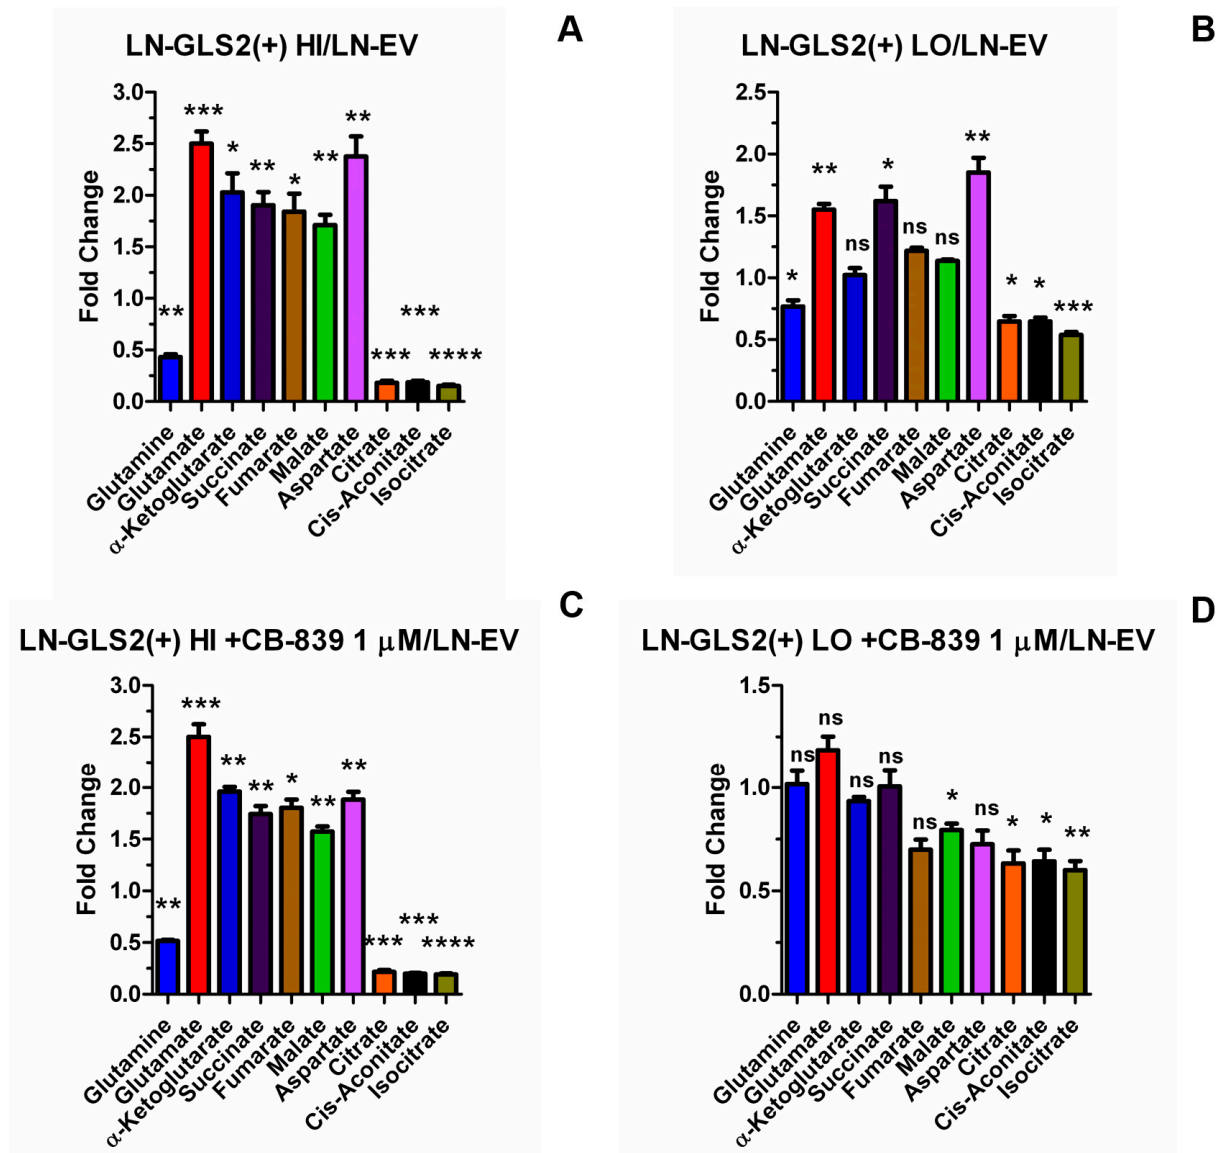 A
LN-GLS2(+) HI/LN-EV
Fold Change
3.0
2.5
2.0
1.5
1.0
0.5
0.0
** *** * ** * ** ** *** *** ****
Glutamine
Glutamate
α-Ketoglutarate
Succinate
Fumarate
Malate
Aspartate
Citrate
Cis-Aconitate
Isocitrate
B
LN-GLS2(+) LO/LN-EV
Fold Change
2.5
2.0
1.5
1.0
0.5
0.0
* ** ns * ns ns ** * * ***
Glutamine
Glutamate
α-Ketoglutarate
Succinate
Fumarate
Malate
Aspartate
Citrate
Cis-Aconitate
Isocitrate
C
LN-GLS2(+) HI +CB-839 1 μM/LN-EV
Fold Change
3.0
2.5
2.0
1.5
1.0
0.5
0.0
** *** ** ** * ** ** *** *** ****
Glutamine
Glutamate
α-Ketoglutarate
Succinate
Fumarate
Malate
Aspartate
Citrate
Cis-Aconitate
Isocitrate
D
LN-GLS2(+) LO +CB-839 1 μM/LN-EV
Fold Change
1.5
1.0
0.5
0.0
ns ns ns ns ns * ns * * **
Glutamine
Glutamate
α-Ketoglutarate
Succinate
Fumarate
Malate
Aspartate
Citrate
Cis-Aconitate
Isocitrate